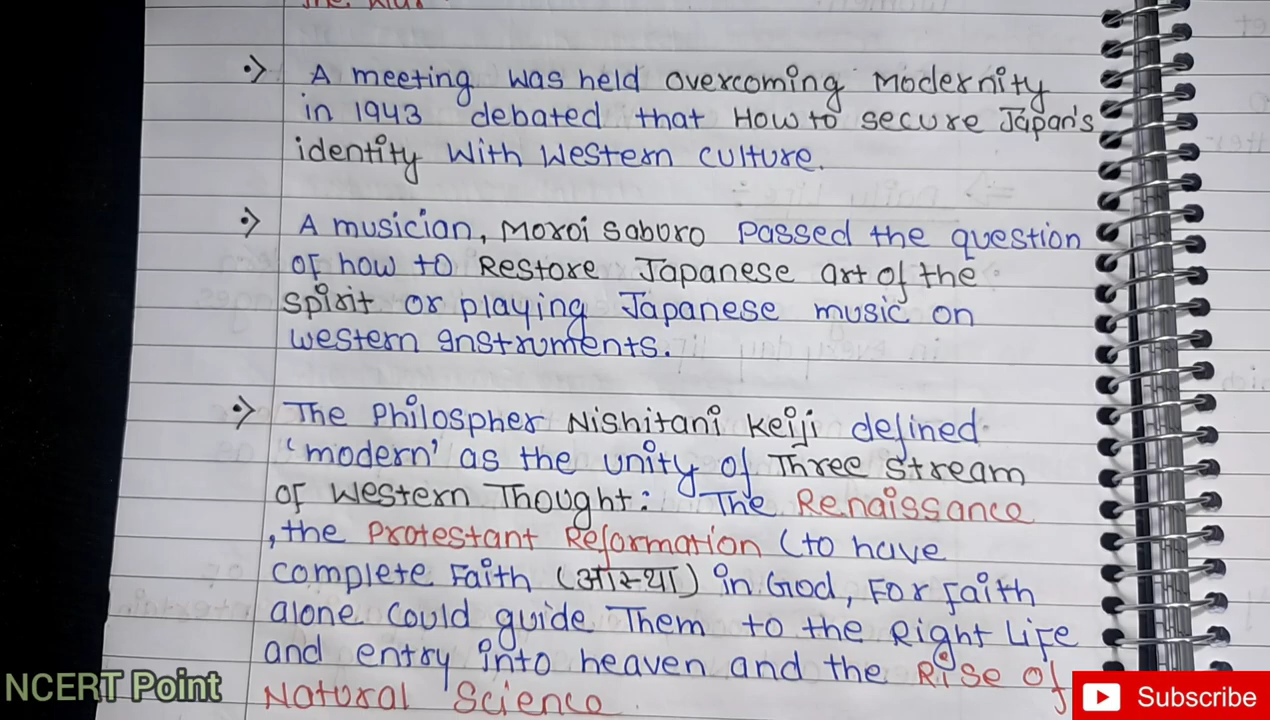 :) A meeting was held overcoming Modernity
in 1943 debated that How to secure Japan's
identity With Western culture.
:) A musician, Moroi Saburo Passed the question
of how to Restore Japanese art of the
spirit or playing Japanese music on
western Instruments.
:) The Philospher Nishitani Keiji defined
'modern' as the unity of Three stream
of Western Thought: The Renaissance
,the Protestant Reformation (to have
complete Faith (आस्था) in God, For faith
alone could guide Them to the Right Life
and entry into heaven and the Rise of
Natural Science.
NCERT Point
Subscribe